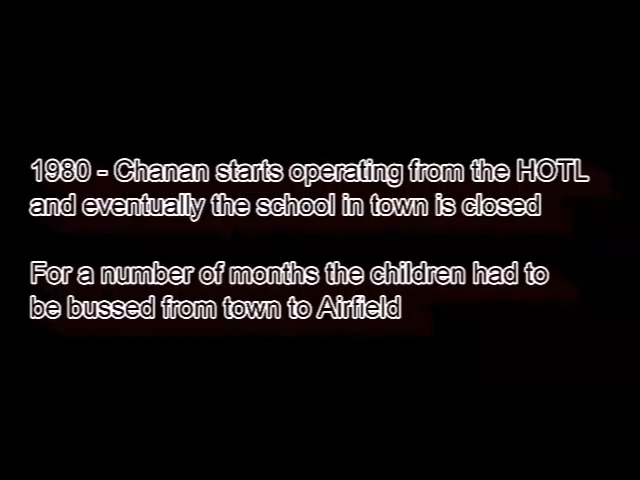 1980 - Chanan starts operating from the HOTL
and eventually the school in town is closed
For a number of months the children had to
be bussed from town to Airfield